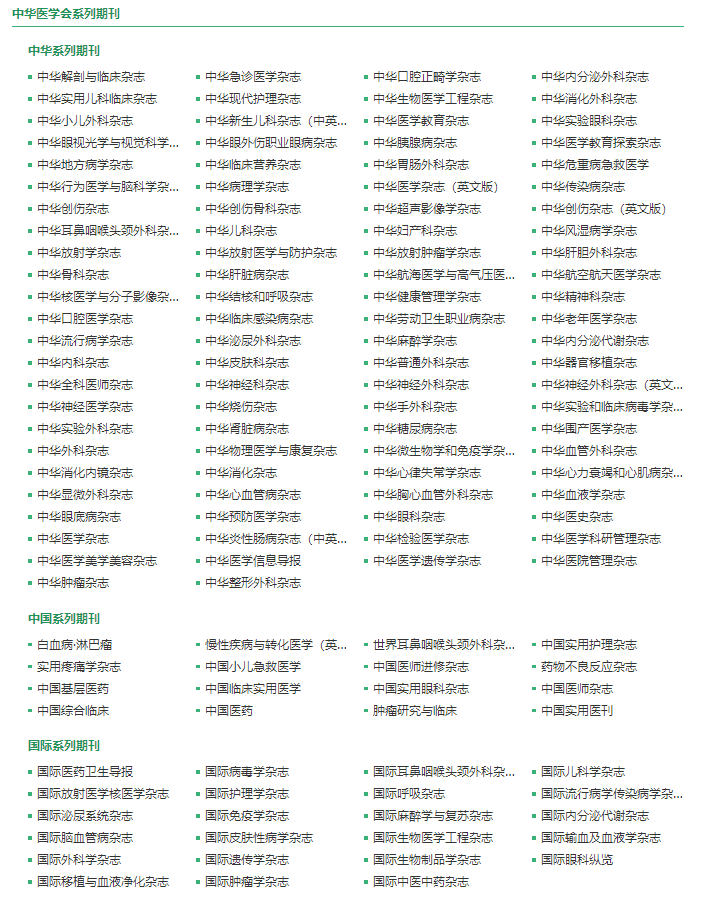 中华医学会系列期刊
中华系列期刊
中华解剖与临床杂志 中华急诊医学杂志 中华口腔正畸学杂志 中华内分泌外科杂志
中华实用儿科临床杂志 中华现代护理杂志 中华生物医学工程杂志 中华消化外科杂志
中华小儿外科杂志 中华新生儿科杂志（中英... 中华医学教育杂志 中华实验眼科杂志
中华眼视光学与视觉科学... 中华眼外伤职业眼病杂志 中华胰腺病杂志 中华医学教育探索杂志
中华地方病学杂志 中华临床营养杂志 中华胃肠外科杂志 中华危重病急救医学
中华行为医学与脑科学杂... 中华病理学杂志 中华医学杂志（英文版） 中华传染病杂志
中华创伤杂志 中华创伤骨科杂志 中华超声影像学杂志 中华创伤杂志（英文版）
中华耳鼻咽喉头颈外科杂... 中华儿科杂志 中华妇产科杂志 中华风湿病学杂志
中华放射学杂志 中华放射医学与防护杂志 中华放射肿瘤学杂志 中华肝胆外科杂志
中华骨科杂志 中华肝脏病杂志 中华航海医学与高气压医... 中华航空航天医学杂志
中华核医学与分子影像杂... 中华结核和呼吸杂志 中华健康管理学杂志 中华精神科杂志
中华口腔医学杂志 中华临床感染病杂志 中华劳动卫生职业病杂志 中华老年医学杂志
中华流行病学杂志 中华泌尿外科杂志 中华麻醉学杂志 中华内分泌代谢杂志
中华内科杂志 中华皮肤科杂志 中华普通外科杂志 中华器官移植杂志
中华全科医师杂志 中华神经科杂志 中华神经外科杂志 中华神经外科杂志（英文...
中华神经医学杂志 中华烧伤杂志 中华手外科杂志 中华实验和临床病毒学杂...
中华实验外科杂志 中华肾脏病杂志 中华糖尿病杂志 中华围产医学杂志
中华外科杂志 中华物理医学与康复杂志 中华微生物学和免疫学杂... 中华血管外科杂志
中华消化内镜杂志 中华消化杂志 中华心律失常学杂志 中华心力衰竭和心肌病杂...
中华显微外科杂志 中华心血管病杂志 中华胸心血管外科杂志 中华血液学杂志
中华眼底病杂志 中华预防医学杂志 中华眼科杂志 中华医史杂志
中华医学杂志 中华炎性肠病杂志（中英... 中华检验医学杂志 中华医学科研管理杂志
中华医学美学美容杂志 中华医学信息导报 中华医学遗传学杂志 中华医院管理杂志
中华肿瘤杂志 中华整形外科杂志
中国系列期刊
白血病·淋巴瘤 慢性疾病与转化医学（英... 世界耳鼻咽喉头颈外科杂... 中国实用护理杂志
实用疼痛学杂志 中国小儿急救医学 中国医师进修杂志 药物不良反应杂志
中国基层医药 中国临床实用医学 中国实用眼科杂志 中国医师杂志
中国综合临床 中国医药 肿瘤研究与临床 中国实用医刊
国际系列期刊
国际医药卫生导报 国际病毒学杂志 国际耳鼻咽喉头颈外科杂... 国际儿科学杂志
国际放射医学核医学杂志 国际护理学杂志 国际呼吸杂志 国际流行病学传染病学杂...
国际泌尿系统杂志 国际免疫学杂志 国际麻醉学与复苏杂志 国际内分泌代谢杂志
国际脑血管病杂志 国际皮肤性病学杂志 国际生物医学工程杂志 国际输血及血液学杂志
国际外科学杂志 国际遗传学杂志 国际生物制品学杂志 国际眼科纵览
国际移植与血液净化杂志 国际肿瘤学杂志 国际中医中药杂志